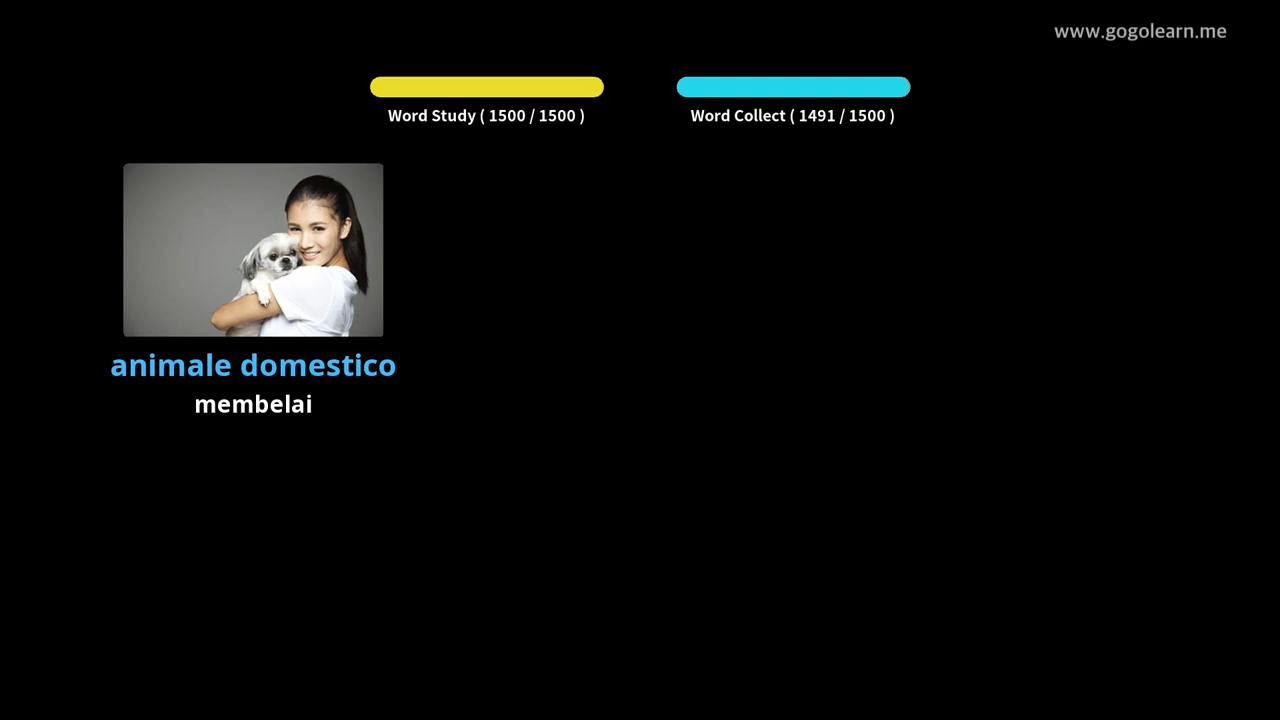 www.gogolearn.me
Word Study ( 1500 / 1500 )
Word Collect ( 1491 / 1500 )
animale domestico
membelai